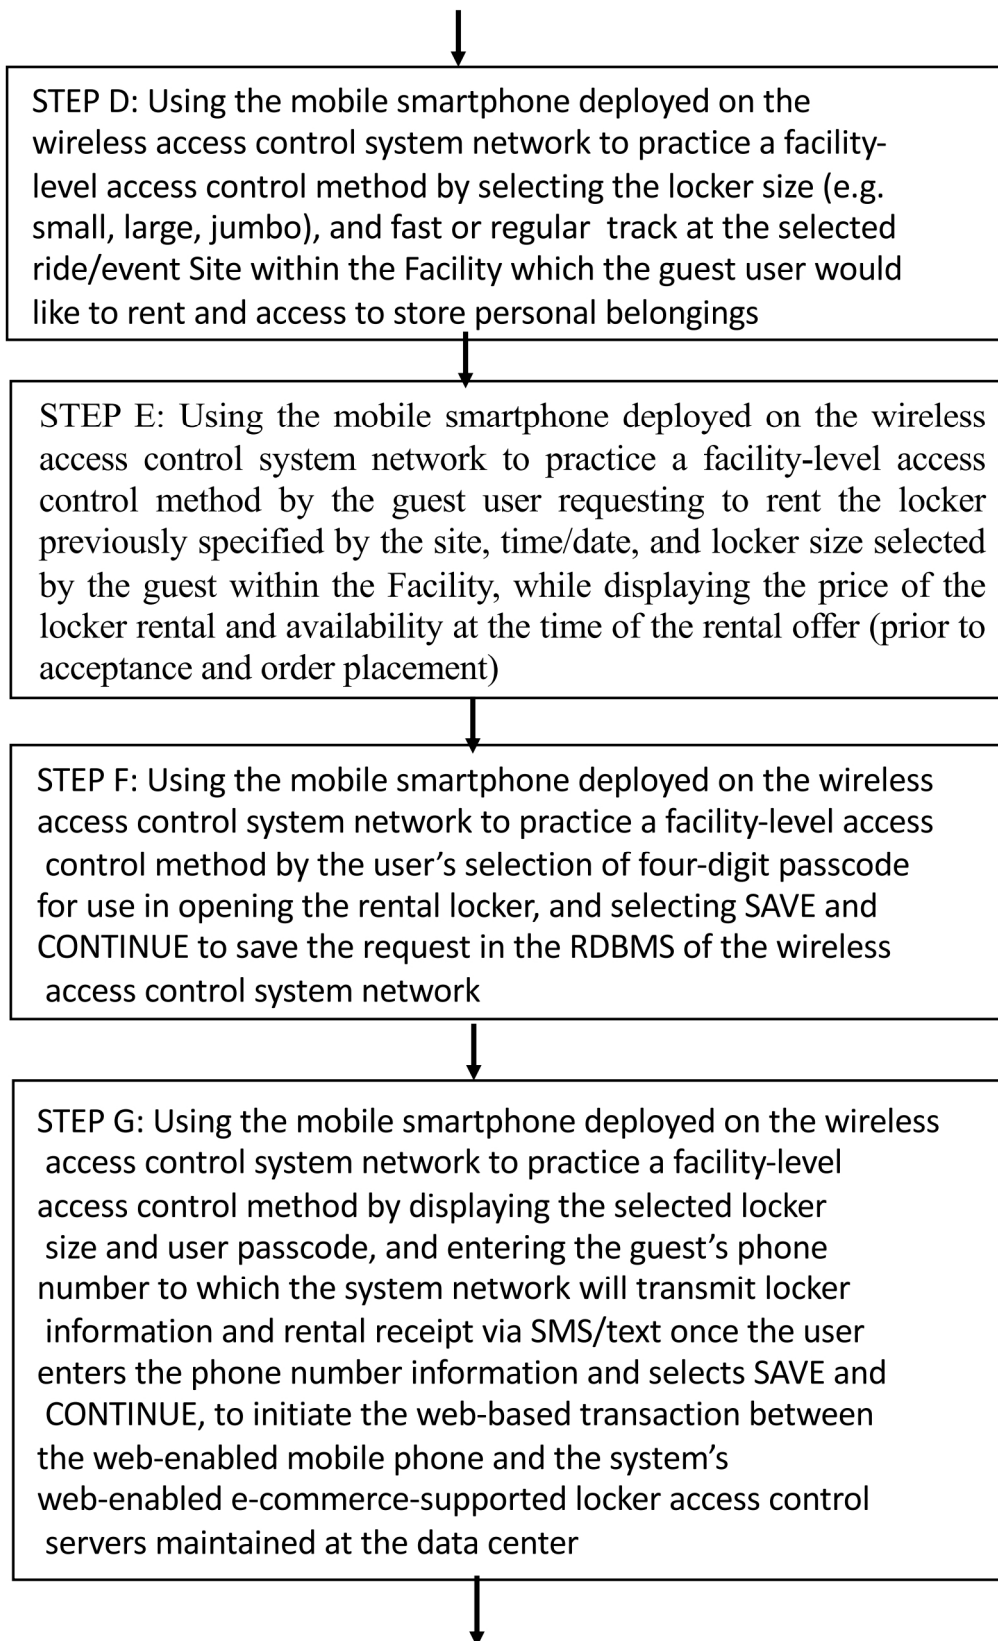 STEP D: Using the mobile smartphone deployed on the
wireless access control system network to practice a facility-
level access control method by selecting the locker size (e.g.
small, large, jumbo), and fast or regular track at the selected
ride/event Site within the Facility which the guest user would
like to rent and access to store personal belongings
STEP E: Using the mobile smartphone deployed on the wireless
access control system network to practice a facility-level access
control method by the guest user requesting to rent the locker
previously specified by the site, time/date, and locker size selected
by the guest within the Facility, while displaying the price of the
locker rental and availability at the time of the rental offer (prior to
acceptance and order placement)
STEP F: Using the mobile smartphone deployed on the wireless
access control system network to practice a facility-level access
control method by the user’s selection of four-digit passcode
for use in opening the rental locker, and selecting SAVE and
CONTINUE to save the request in the RDBMS of the wireless
access control system network
STEP G: Using the mobile smartphone deployed on the wireless
access control system network to practice a facility-level
access control method by displaying the selected locker
size and user passcode, and entering the guest’s phone
number to which the system network will transmit locker
information and rental receipt via SMS/text once the user
enters the phone number information and selects SAVE and
CONTINUE, to initiate the web-based transaction between
the web-enabled mobile phone and the system’s
web-enabled e-commerce-supported locker access control
servers maintained at the data center